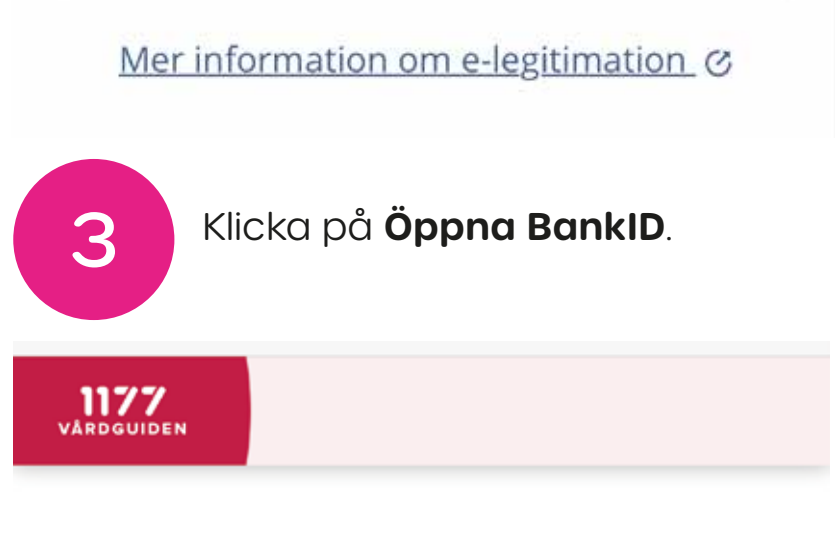 Mer information om e-legitimation
3
Klicka på Öppna BankID.
1177
VÅRDGUIDEN